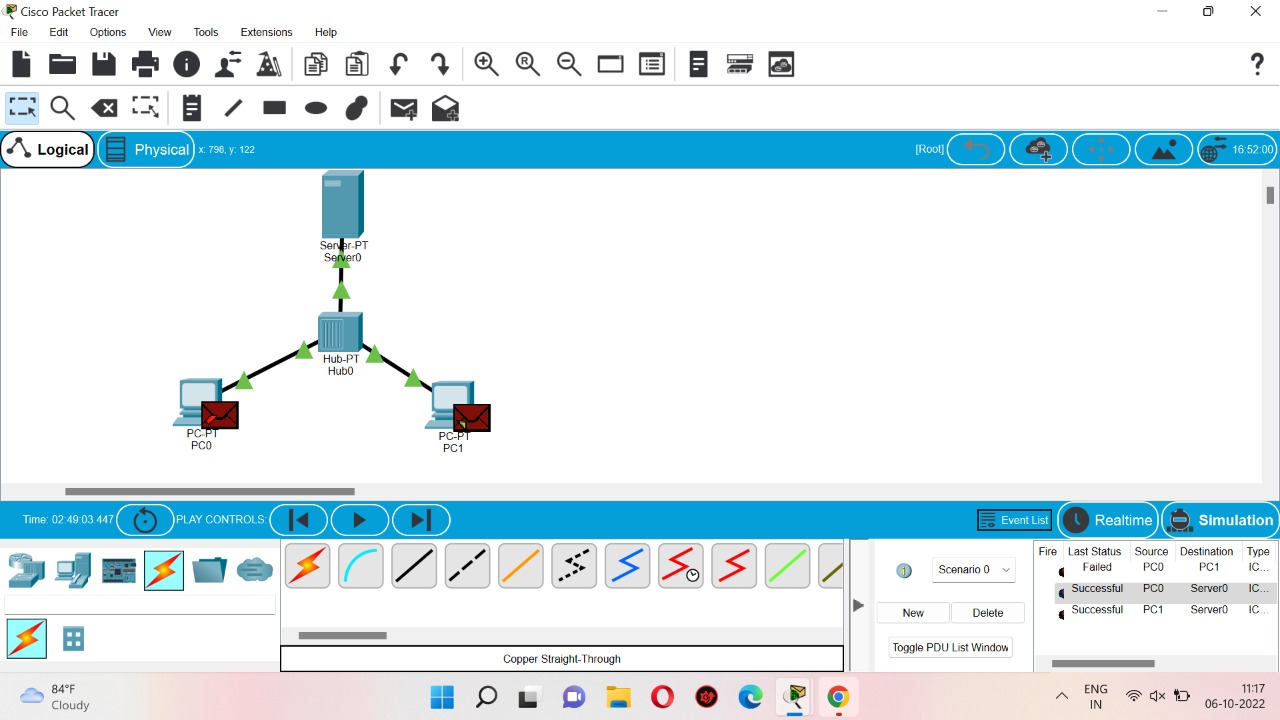 Cisco Packet Tracer
File Edit Options View Tools Extensions Help
Logical Physical x: 798, y: 122 [Root] 16:52:00
Server-PT
Server0
Hub-PT
Hub0
PC-PT
PC0
PC-PT
PC1
Time: 02:49:03.447 PLAY CONTROLS: Event List Realtime Simulation
Scenario 0
New Delete
Toggle PDU List Window
Fire Last Status Source Destination Type
Failed PC0 PC1 IC...
Successful PC0 Server0 IC...
Successful PC1 Server0 IC...
Copper Straight-Through
84°F
Cloudy
ENG
IN
11:17
06-10-2022